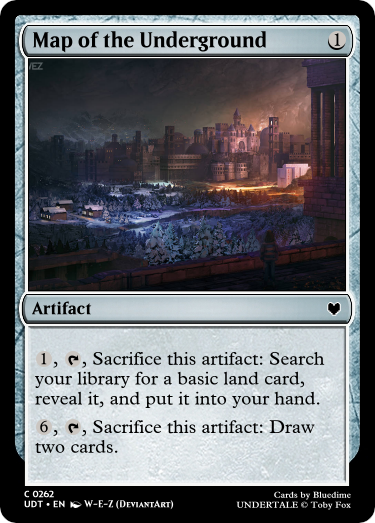 Map of the Underground 1
Artifact
1, , Sacrifice this artifact: Search
your library for a basic land card,
reveal it, and put it into your hand.
6, , Sacrifice this artifact: Draw
two cards.
C 0262
UDT • EN W-E-Z (DeviantArt)
Cards by Bluedime
UNDERTALE © Toby Fox